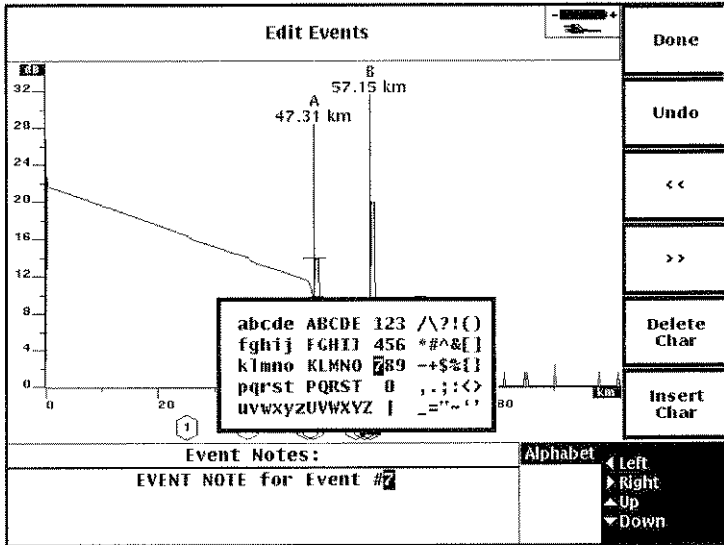 Edit Events
- +
Done
Undo
<<
>>
Delete
Char
Insert
Char
dB
32
28
24
20
16
12
8
4
0
A
47.31 km
B
57.15 km
20
80
km
1
abcde ABCDE 123 /\?!()
fghij FGHIJ 456 *#^&[]
klmno KLMNO 789 -+$%{}
pqrst PQRST 0 ,.;:<>
uvwxyzUVWXYZ | _="~‘’
Event Notes:
EVENT NOTE for Event #7
Alphabet
Left
Right
Up
Down